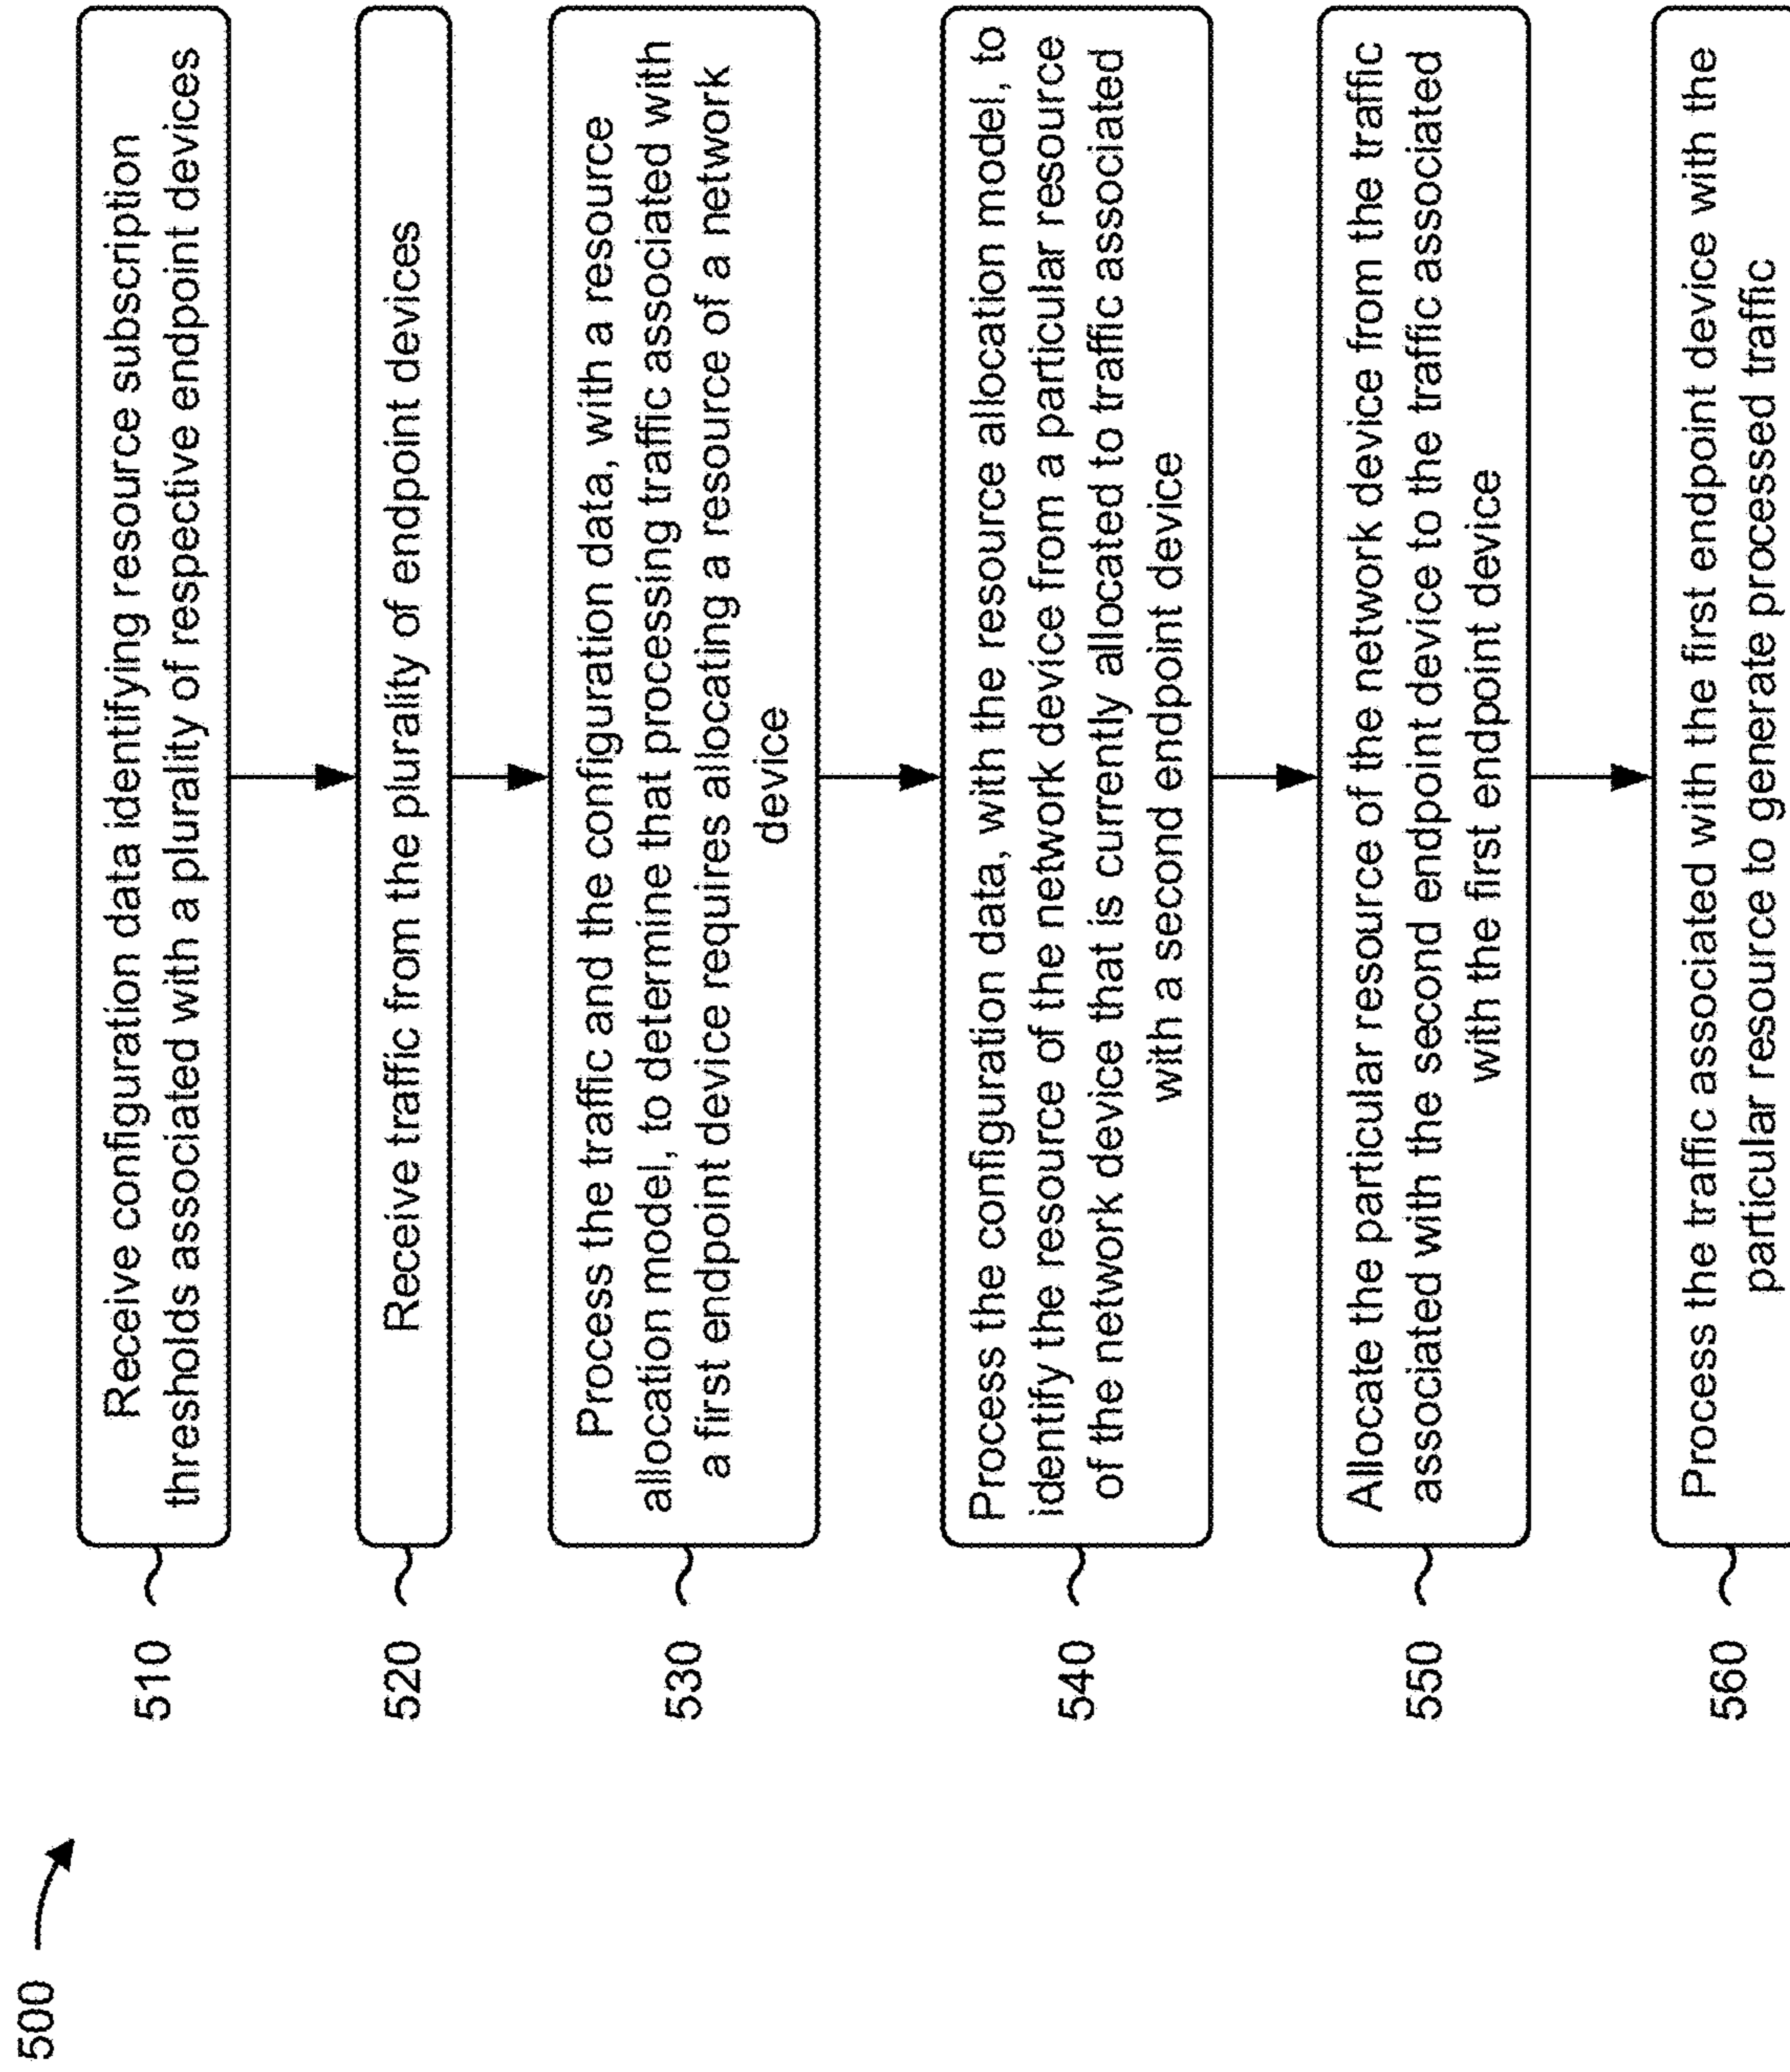 500
510
Receive configuration data identifying resource subscription
thresholds associated with a plurality of respective endpoint devices
520
Receive traffic from the plurality of endpoint devices
530
Process the traffic and the configuration data, with a resource
allocation model, to determine that processing traffic associated with
a first endpoint device requires allocating a resource of a network
device
540
Process the configuration data, with the resource allocation model, to
identify the resource of the network device from a particular resource
of the network device that is currently allocated to traffic associated
with a second endpoint device
550
Allocate the particular resource of the network device from the traffic
associated with the second endpoint device to the traffic associated
with the first endpoint device
560
Process the traffic associated with the first endpoint device with the
particular resource to generate processed traffic